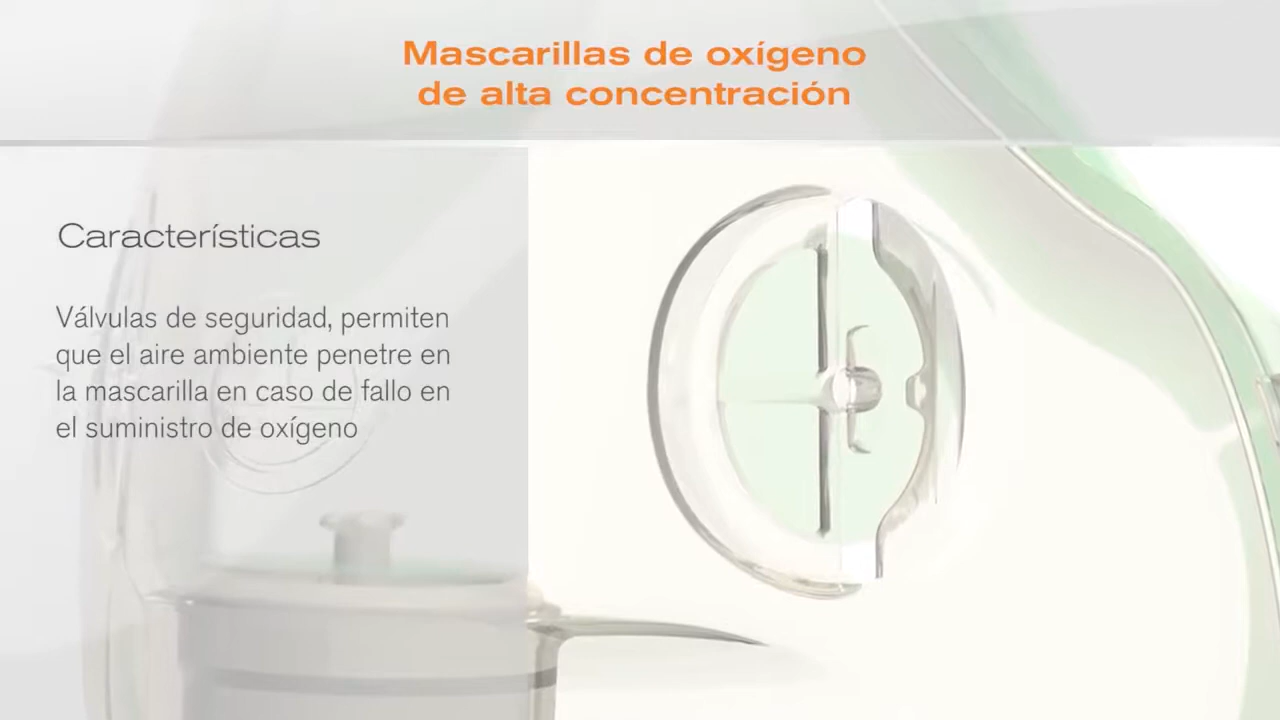 Mascarillas de oxígeno
de alta concentración
Características
Válvulas de seguridad, permiten
que el aire ambiente penetre en
la mascarilla en caso de fallo en
el suministro de oxígeno